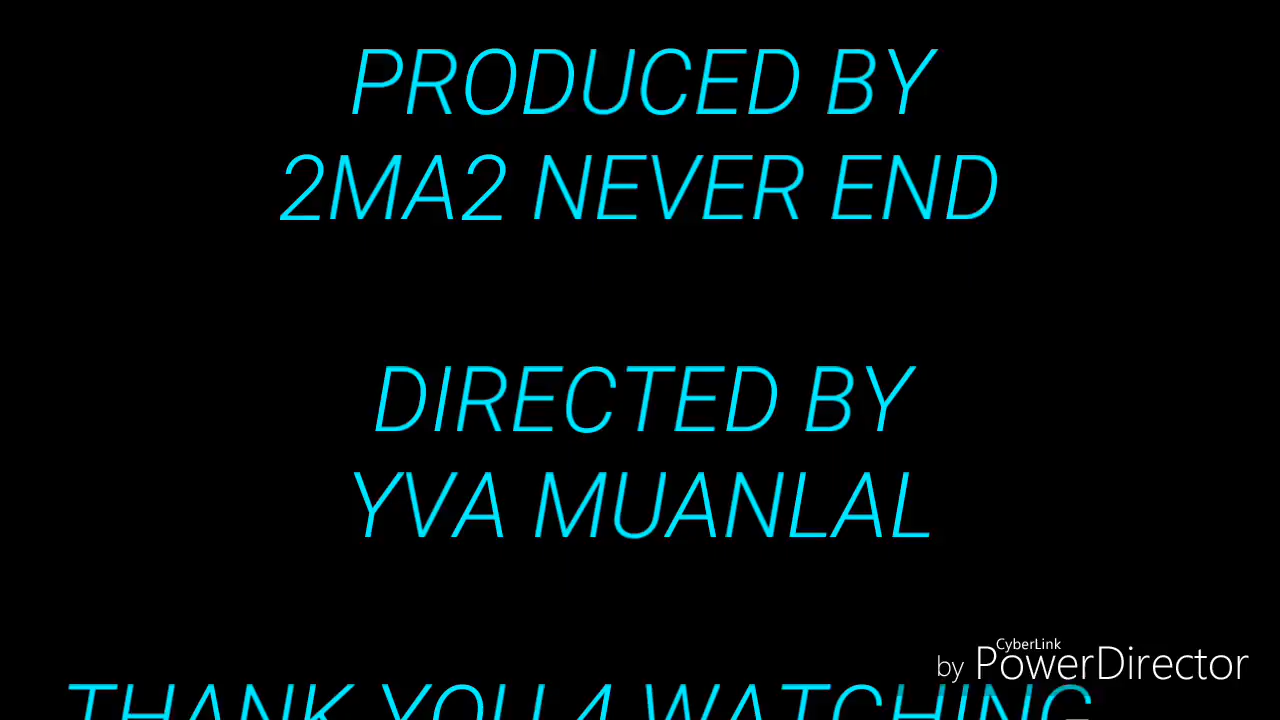 PRODUCED BY
2MA2 NEVER END
DIRECTED BY
YVA MUANLAL
CyberLink
by PowerDirector
THANK YOU 4 WATCHING